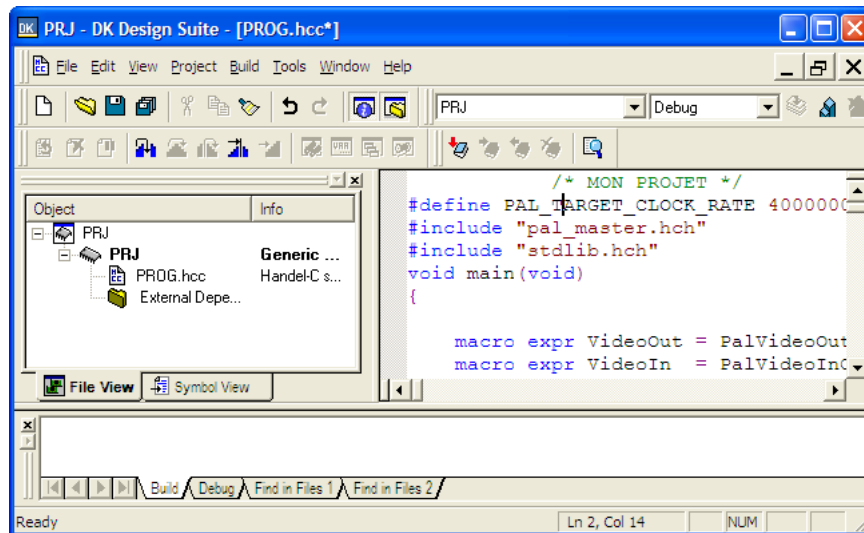 DK PRJ - DK Design Suite - [PROG.hcc*]
File Edit View Project Build Tools Window Help
PRJ Debug
Object Info
PRJ
PRJ Generic ...
PROG.hcc Handel-C s...
External Depe...
File View Symbol View
/* MON PROJET */
#define PAL_TARGET_CLOCK_RATE 4000000
#include "pal_master.hch"
#include "stdlib.hch"
void main(void)
{
macro expr VideoOut = PalVideoOut
macro expr VideoIn = PalVideoIn
Build Debug Find in Files 1 Find in Files 2
Ready Ln 2, Col 14 NUM